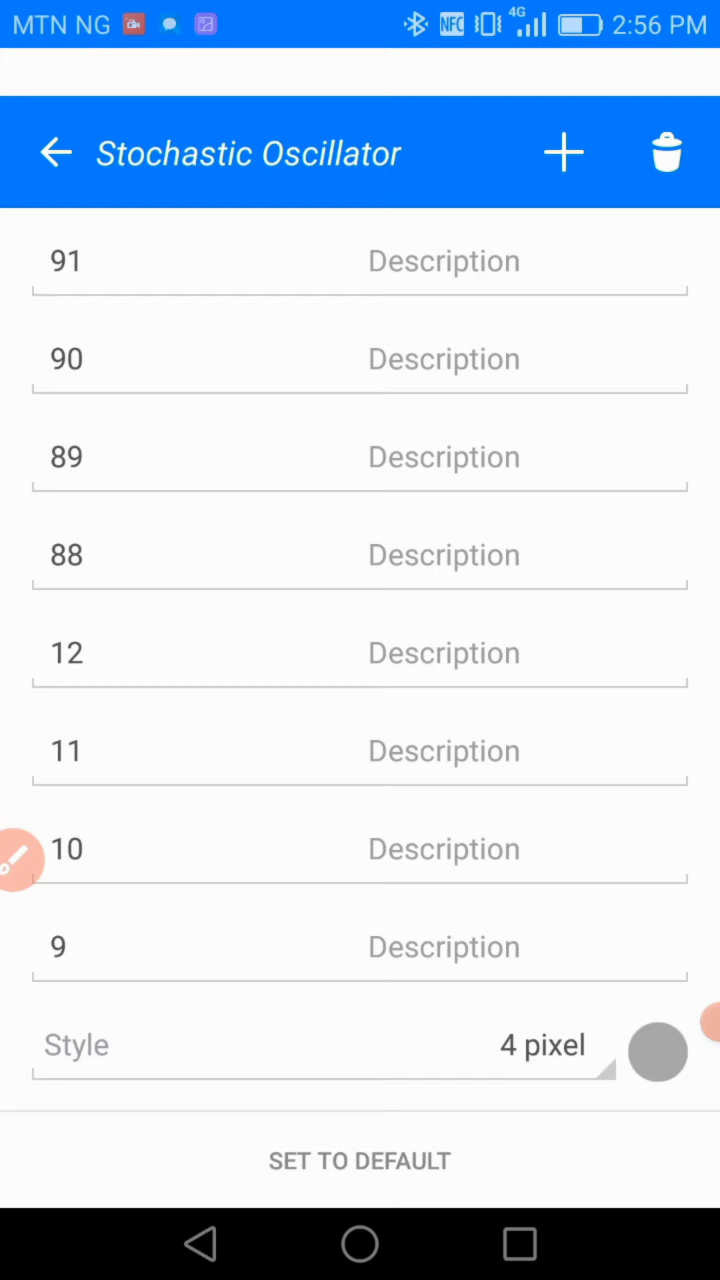 MTN NG NFC 4G 2:56 PM
Stochastic Oscillator
91 Description
90 Description
89 Description
88 Description
12 Description
11 Description
10 Description
9 Description
Style 4 pixel
SET TO DEFAULT